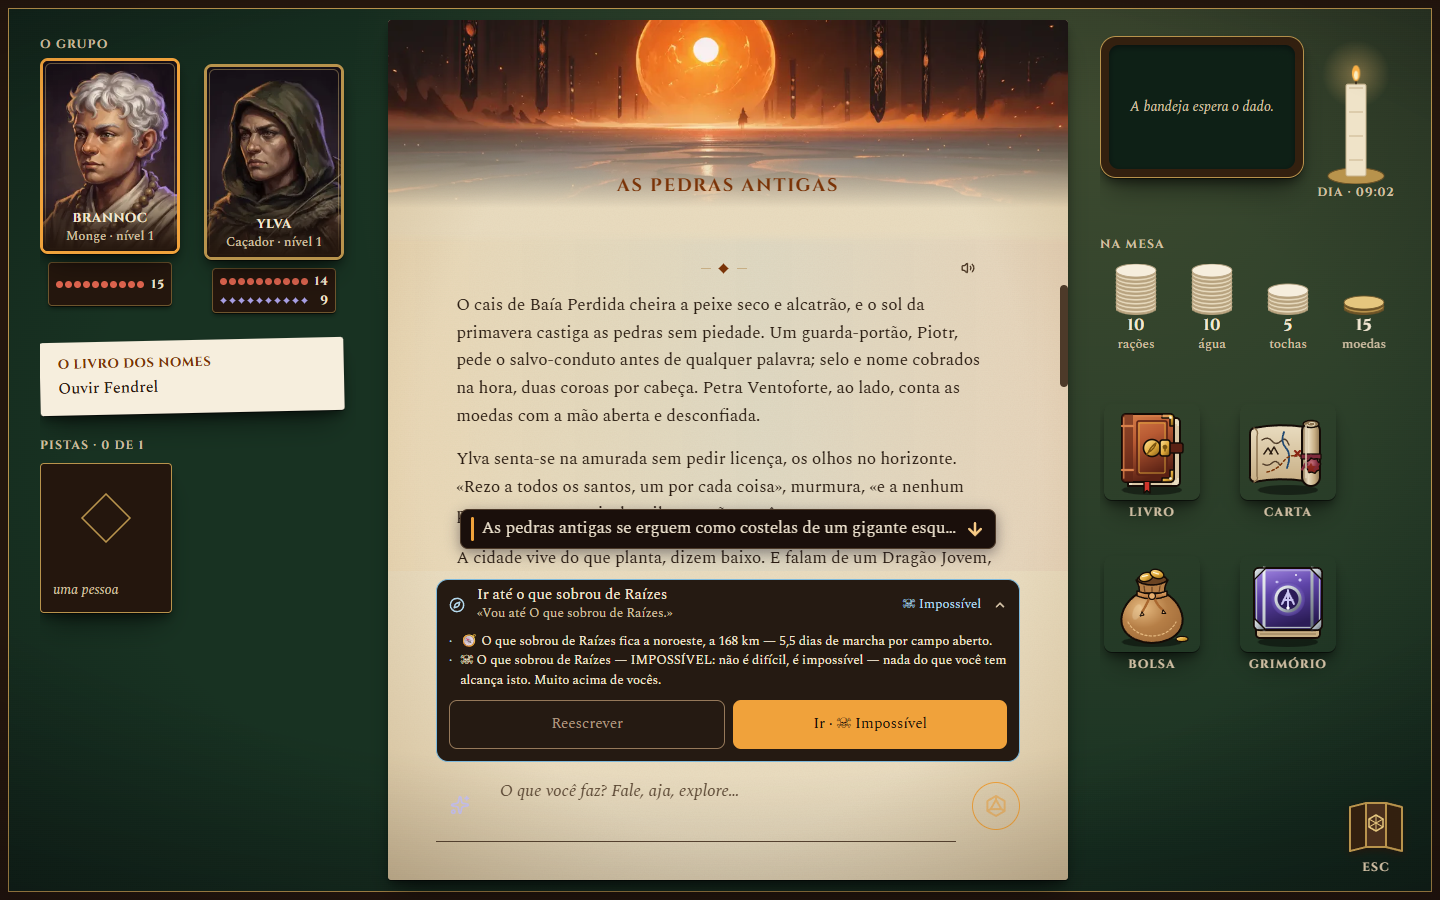 O GRUPO
BRANNOC
Monge · nível 1
15
YLVA
Caçador · nível 1
14
9
O LIVRO DOS NOMES
Ouvir Fendrel
PISTAS · 0 DE 1
uma pessoa
AS PEDRAS ANTIGAS
O cais de Baía Perdida cheira a peixe seco e alcatrão, e o sol da
primavera castiga as pedras sem piedade. Um guarda-portão, Piotr,
pede o salvo-conduto antes de qualquer palavra; selo e nome cobrados
na hora, duas coroas por cabeça. Petra Ventoforte, ao lado, conta as
moedas com a mão aberta e desconfiada.
Ylva senta-se na amurada sem pedir licença, os olhos no horizonte.
«Rezo a todos os santos, um por cada coisa», murmura, «e a nenhum
As pedras antigas se erguem como costelas de um gigante esqu...
A cidade vive do que planta, dizem baixo. E falam de um Dragão Jovem,
Ir até o que sobrou de Raízes
«Vou até O que sobrou de Raízes.»
Impossível
· O que sobrou de Raízes fica a noroeste, a 168 km — 5,5 dias de marcha por campo aberto.
· O que sobrou de Raízes — IMPOSSÍVEL: não é difícil, é impossível — nada do que você tem
alcança isto. Muito acima de vocês.
Reescrever
Ir · Impossível
O que você faz? Fale, aja, explore...
A bandeja espera o dado.
DIA · 09:02
NA MESA
10
rações
10
água
5
tochas
15
moedas
LIVRO
CARTA
BOLSA
GRIMÓRIO
ESC